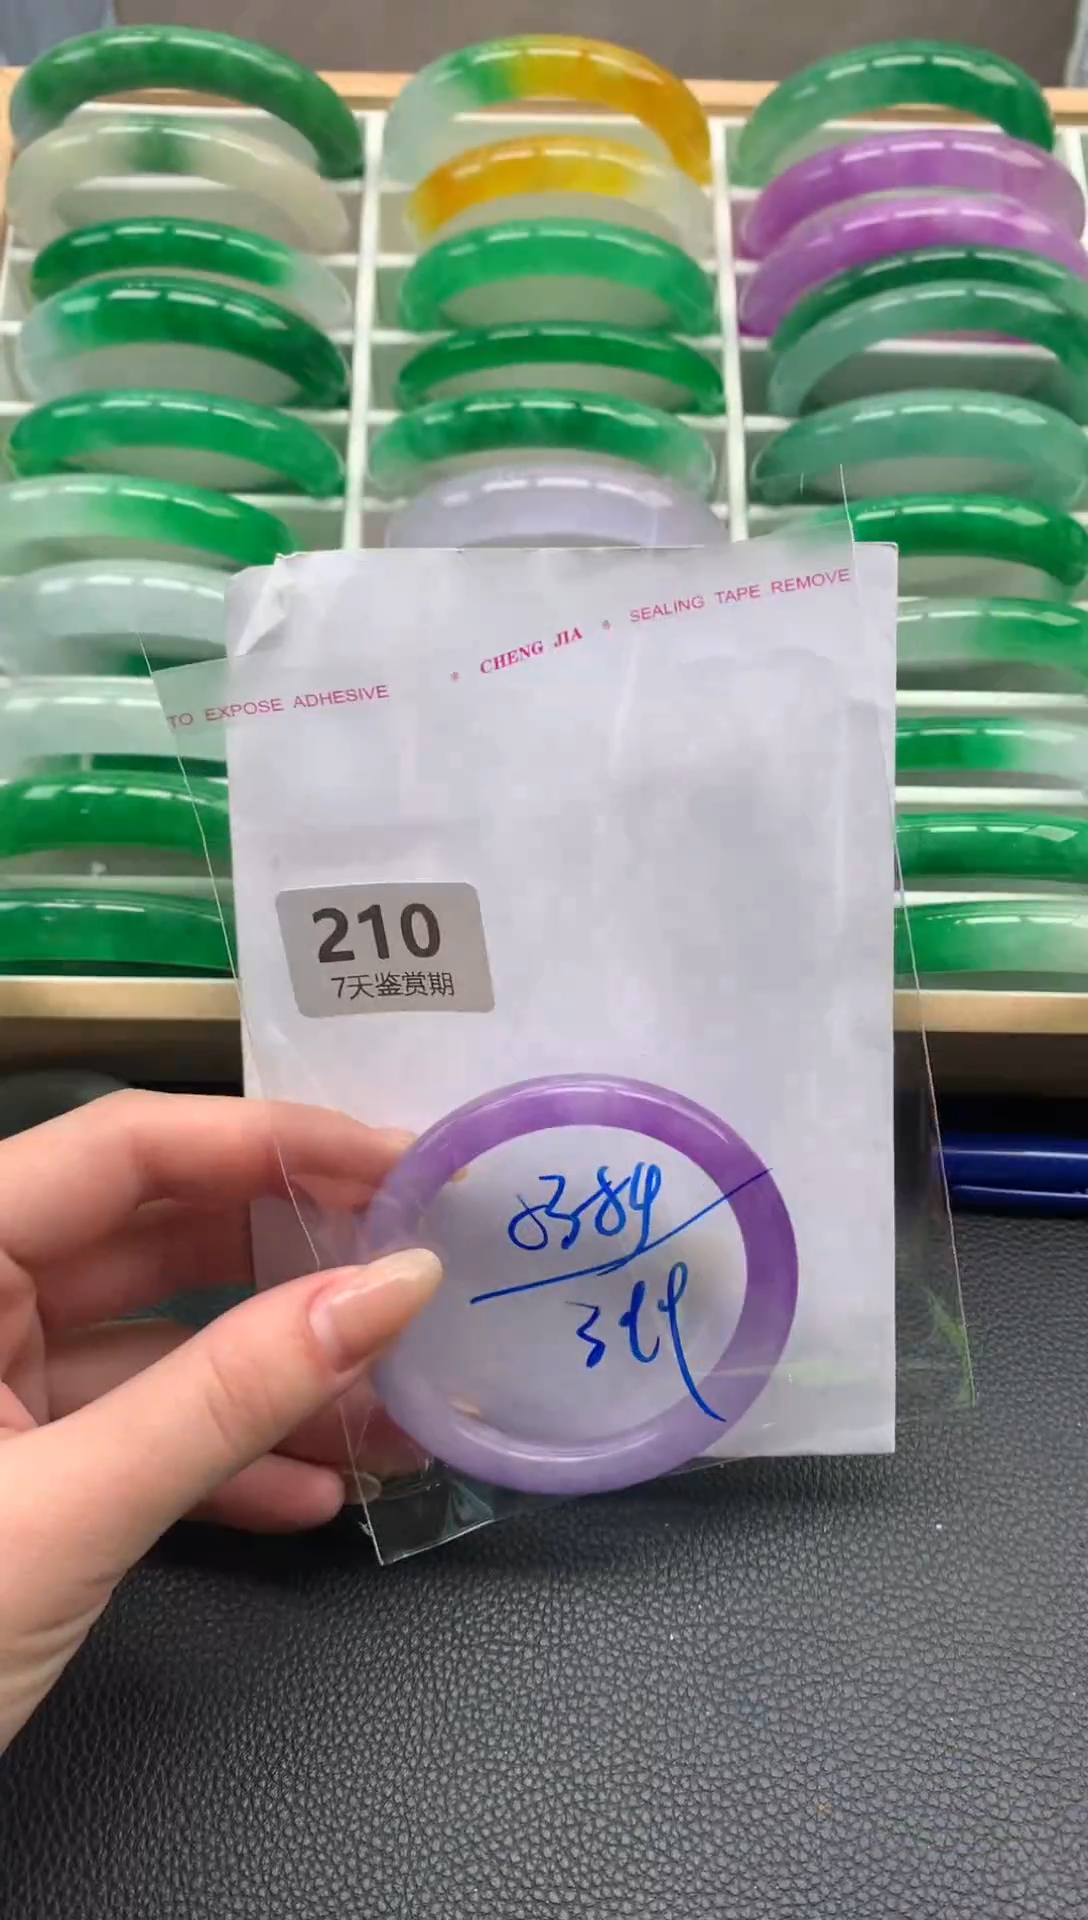 TO EXPOSE ADHESIVE * CHENG JIA * SEALING TAPE REMOVE
210
7天鉴赏期